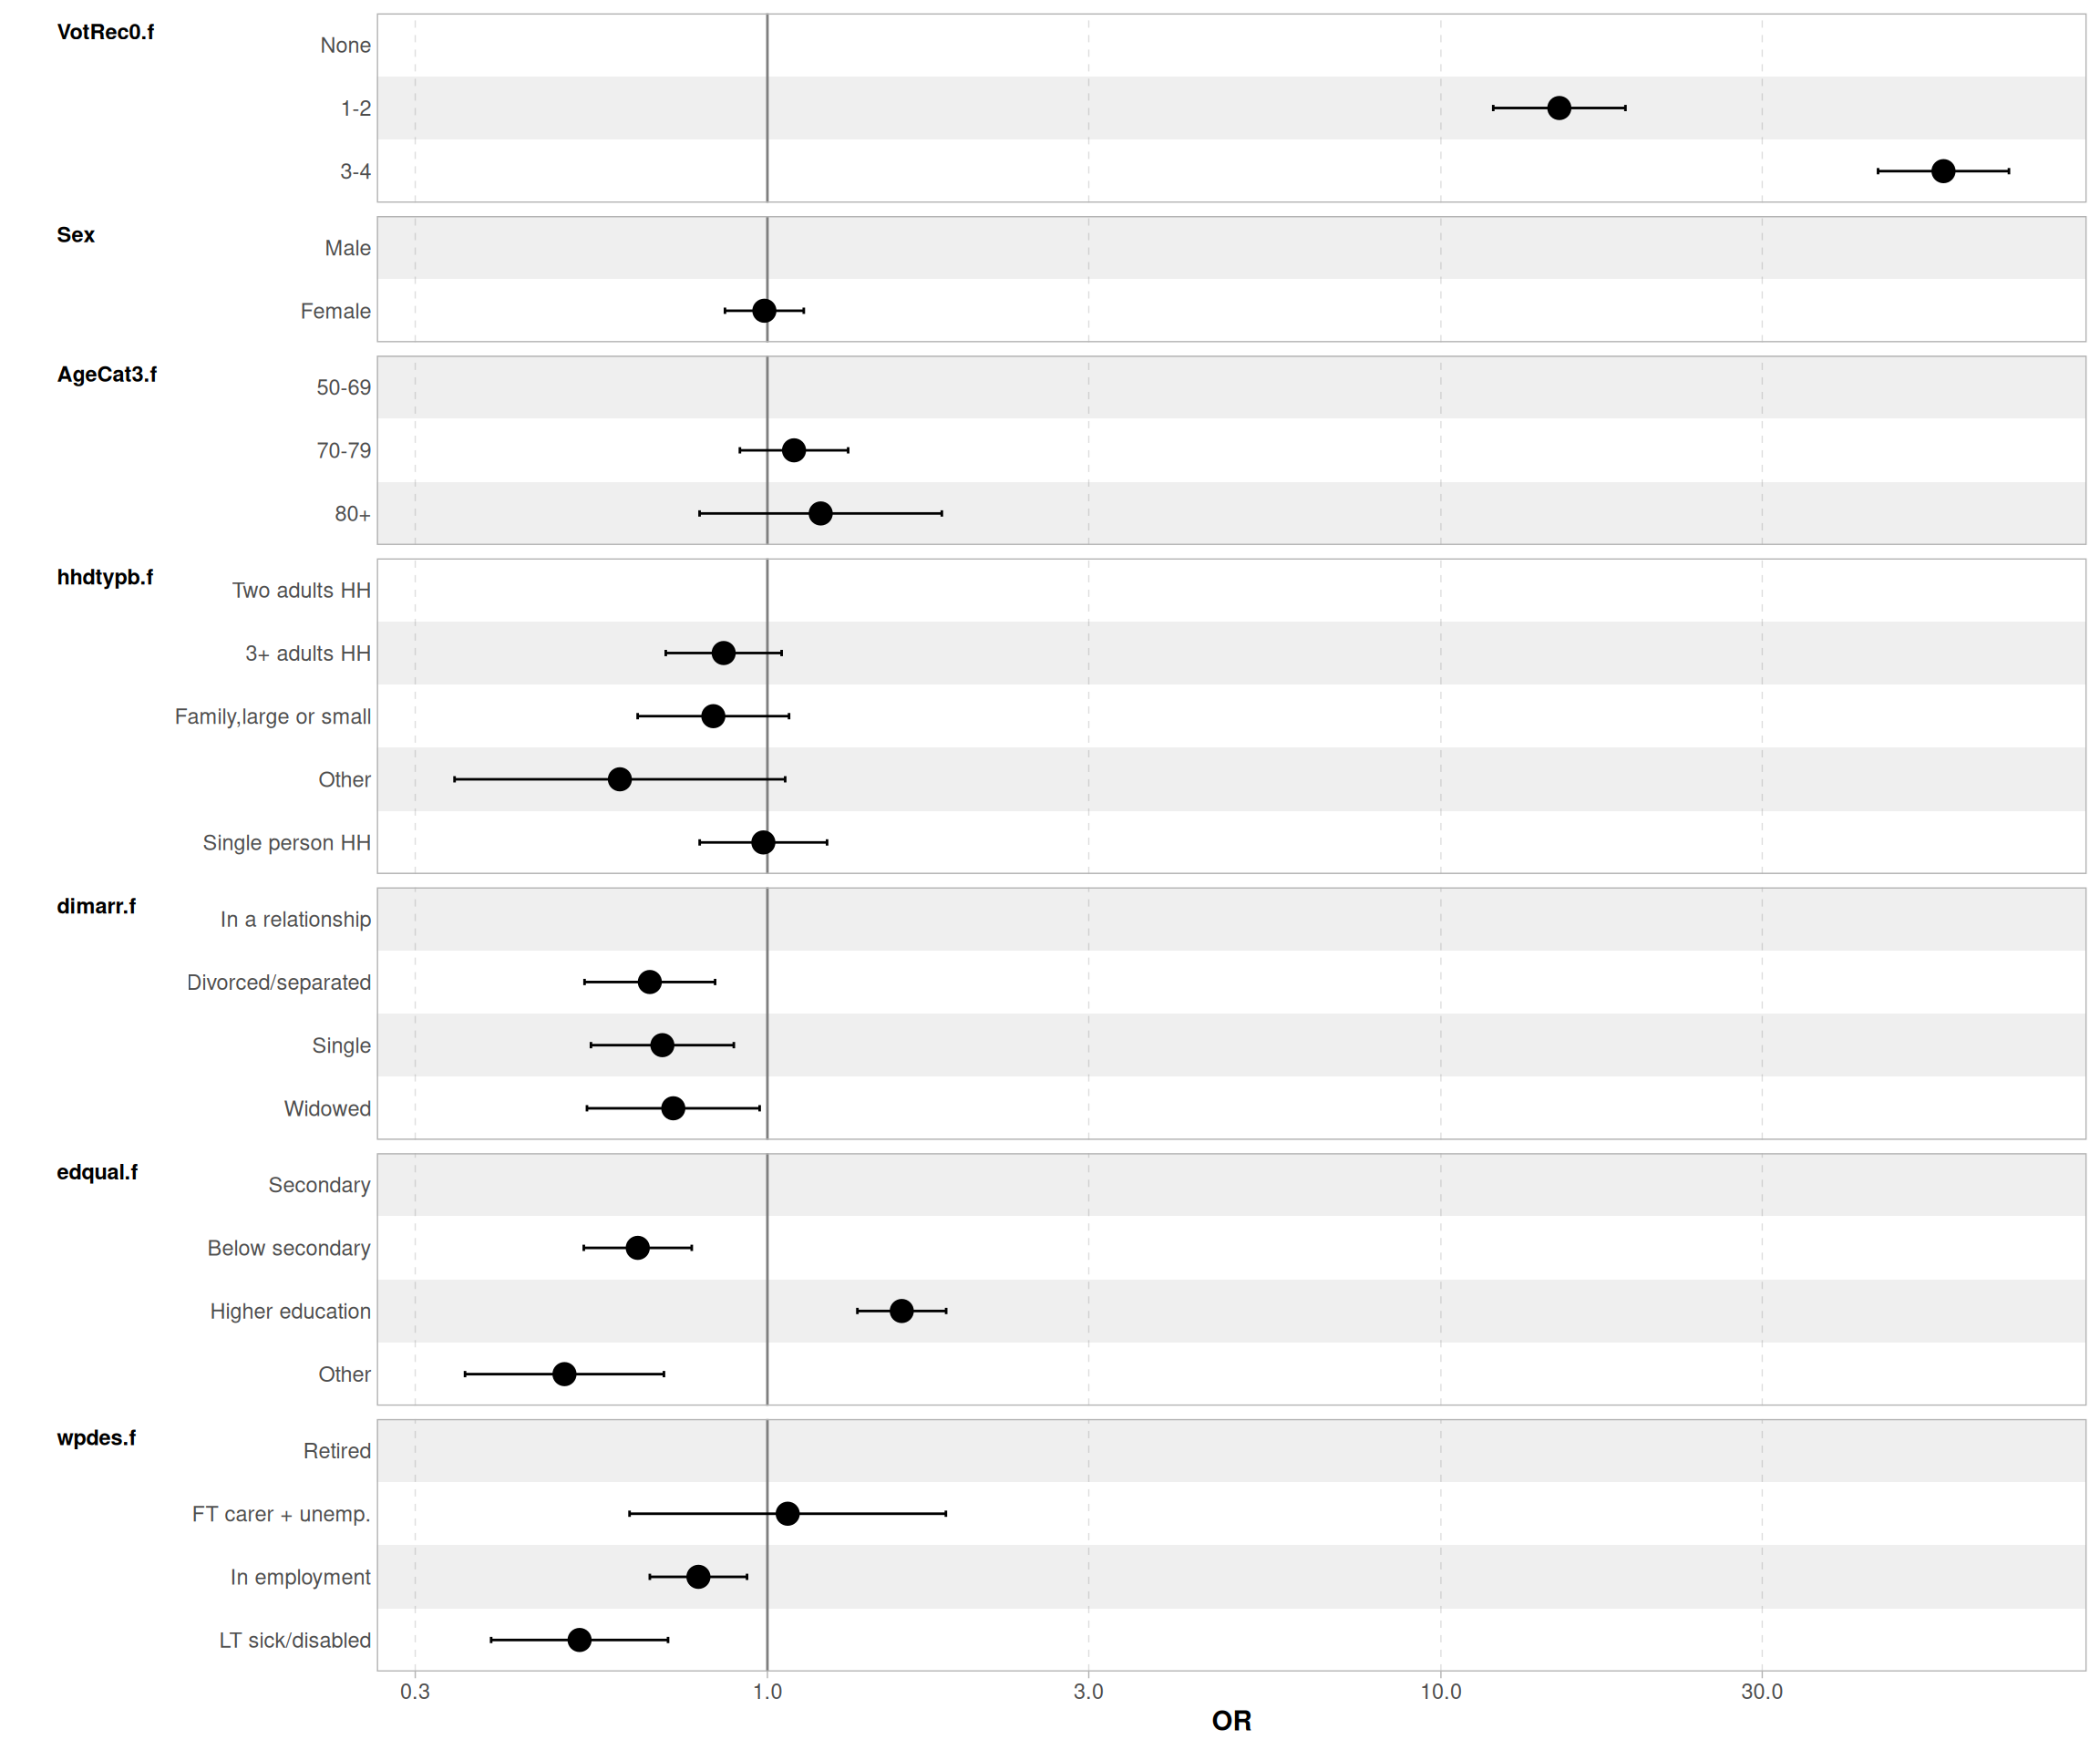 VotRec0.f
None
1-2
3-4
Sex
Male
Female
AgeCat3.f
50-69
70-79
80+
hhdtypb.f
Two adults HH
3+ adults HH
Family,large or small
Other
Single person HH
dimarr.f
In a relationship
Divorced/separated
Single
Widowed
edqual.f
Secondary
Below secondary
Higher education
Other
wpdes.f
Retired
FT carer + unemp.
In employment
LT sick/disabled
0.3 1.0 3.0 10.0 30.0
OR